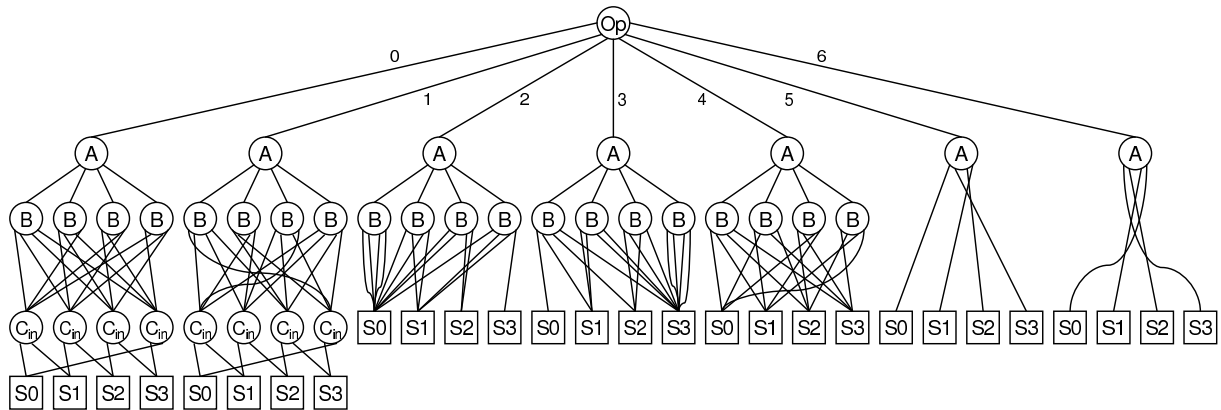 Op
0 6
1 2 3 4 5
A A A A A A A
B B B B B B B B B B B B B B B B B B B B
Cin Cin Cin Cin Cin Cin Cin Cin S0 S1 S2 S3 S0 S1 S2 S3 S0 S1 S2 S3 S0 S1 S2 S3 S0 S1 S2 S3
S0 S1 S2 S3 S0 S1 S2 S3